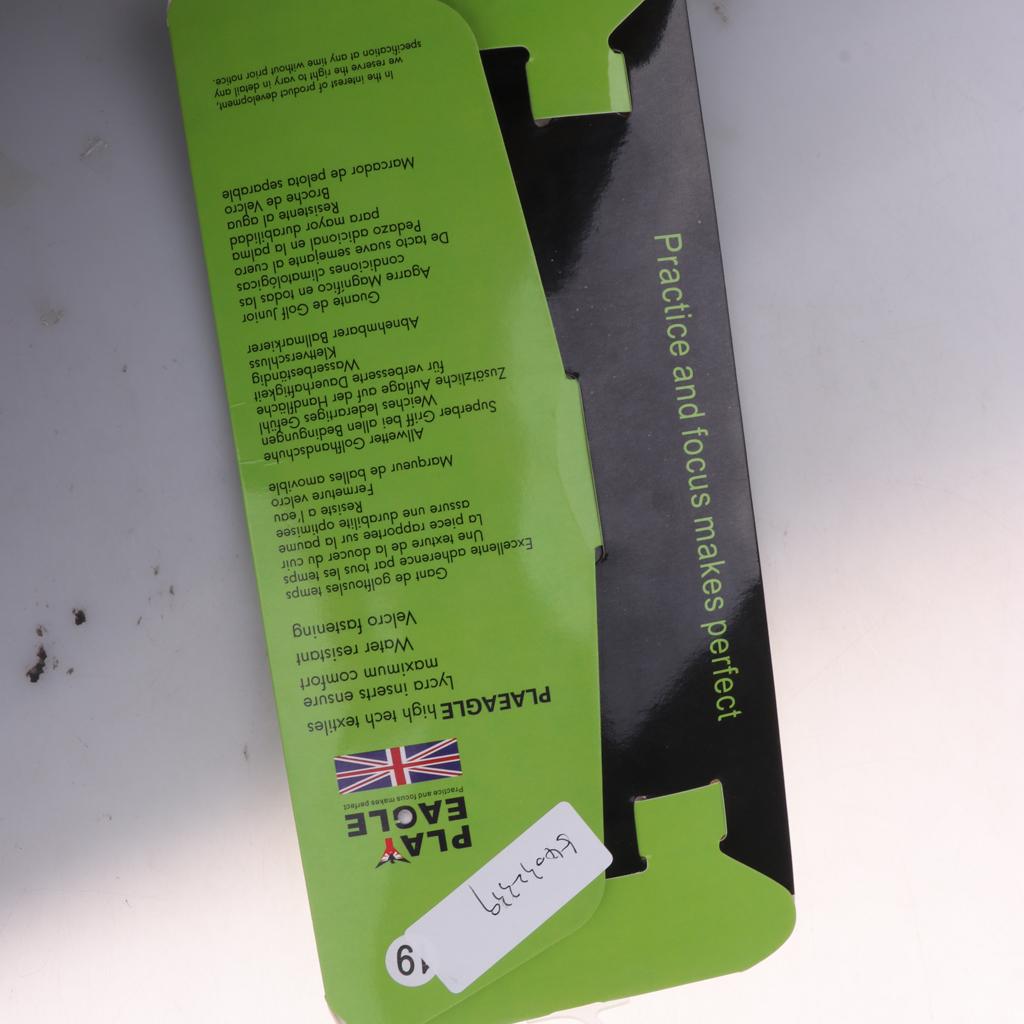 PLAY
EAGLE
Practice and focus makes perfect
PLAEAGLE high tech textiles
Lycra inserts ensure
maximum comfort
Water resistant
Velcro fastening
Gant de golftousles temps
Excellente adherence par tous les temps
Une texture de la doucer du cuir
La piece rapportee sur la paume
assure une durabilite optimisee
Resiste a l'eau
Fermeture velcro
Marqueur de balles amovible
Allwetter Golfhandschuhe
Superber Griff bei allen Bedingungen
Weiches lederartiges Gefühl
Zusätzliche Auflage auf der Handfläche
für verbesserte Dauerhaftigkeit
Wasserbeständig
Klettverschluss
Abnehmbarer Ballmarkierer
Guante de Golf Junior
Agarre Magnífico en todas las
condiciones climatológicas
De tacto suave semejante al cuero
Pedazo adicional en la palma
para mayor durabilidad
Resistente al agua
Broche de Velcro
Marcador de pelota separable
In the interest of product development,
we reserve the right to vary in detail any
specification at any time without prior notice.
Practice and focus makes perfect